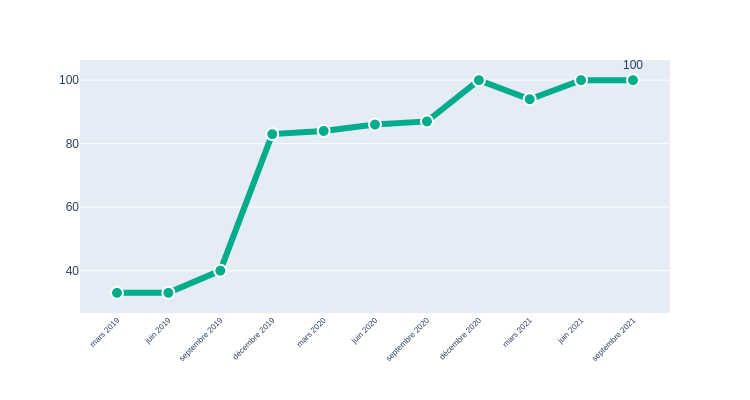 100
100
80
60
40
mars 2019
juin 2019
septembre 2019
décembre 2019
mars 2020
juin 2020
septembre 2020
décembre 2020
mars 2021
juin 2021
septembre 2021